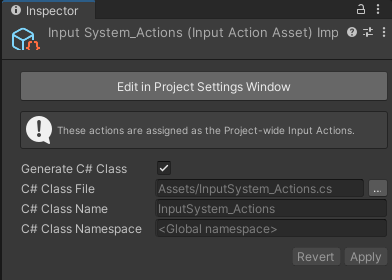 Inspector
Input System_Actions (Input Action Asset) Imp
Edit in Project Settings Window
These actions are assigned as the Project-wide Input Actions.
Generate C# Class
C# Class File Assets/InputSystem_Actions.cs ...
C# Class Name InputSystem_Actions
C# Class Namespace <Global namespace>
Revert Apply